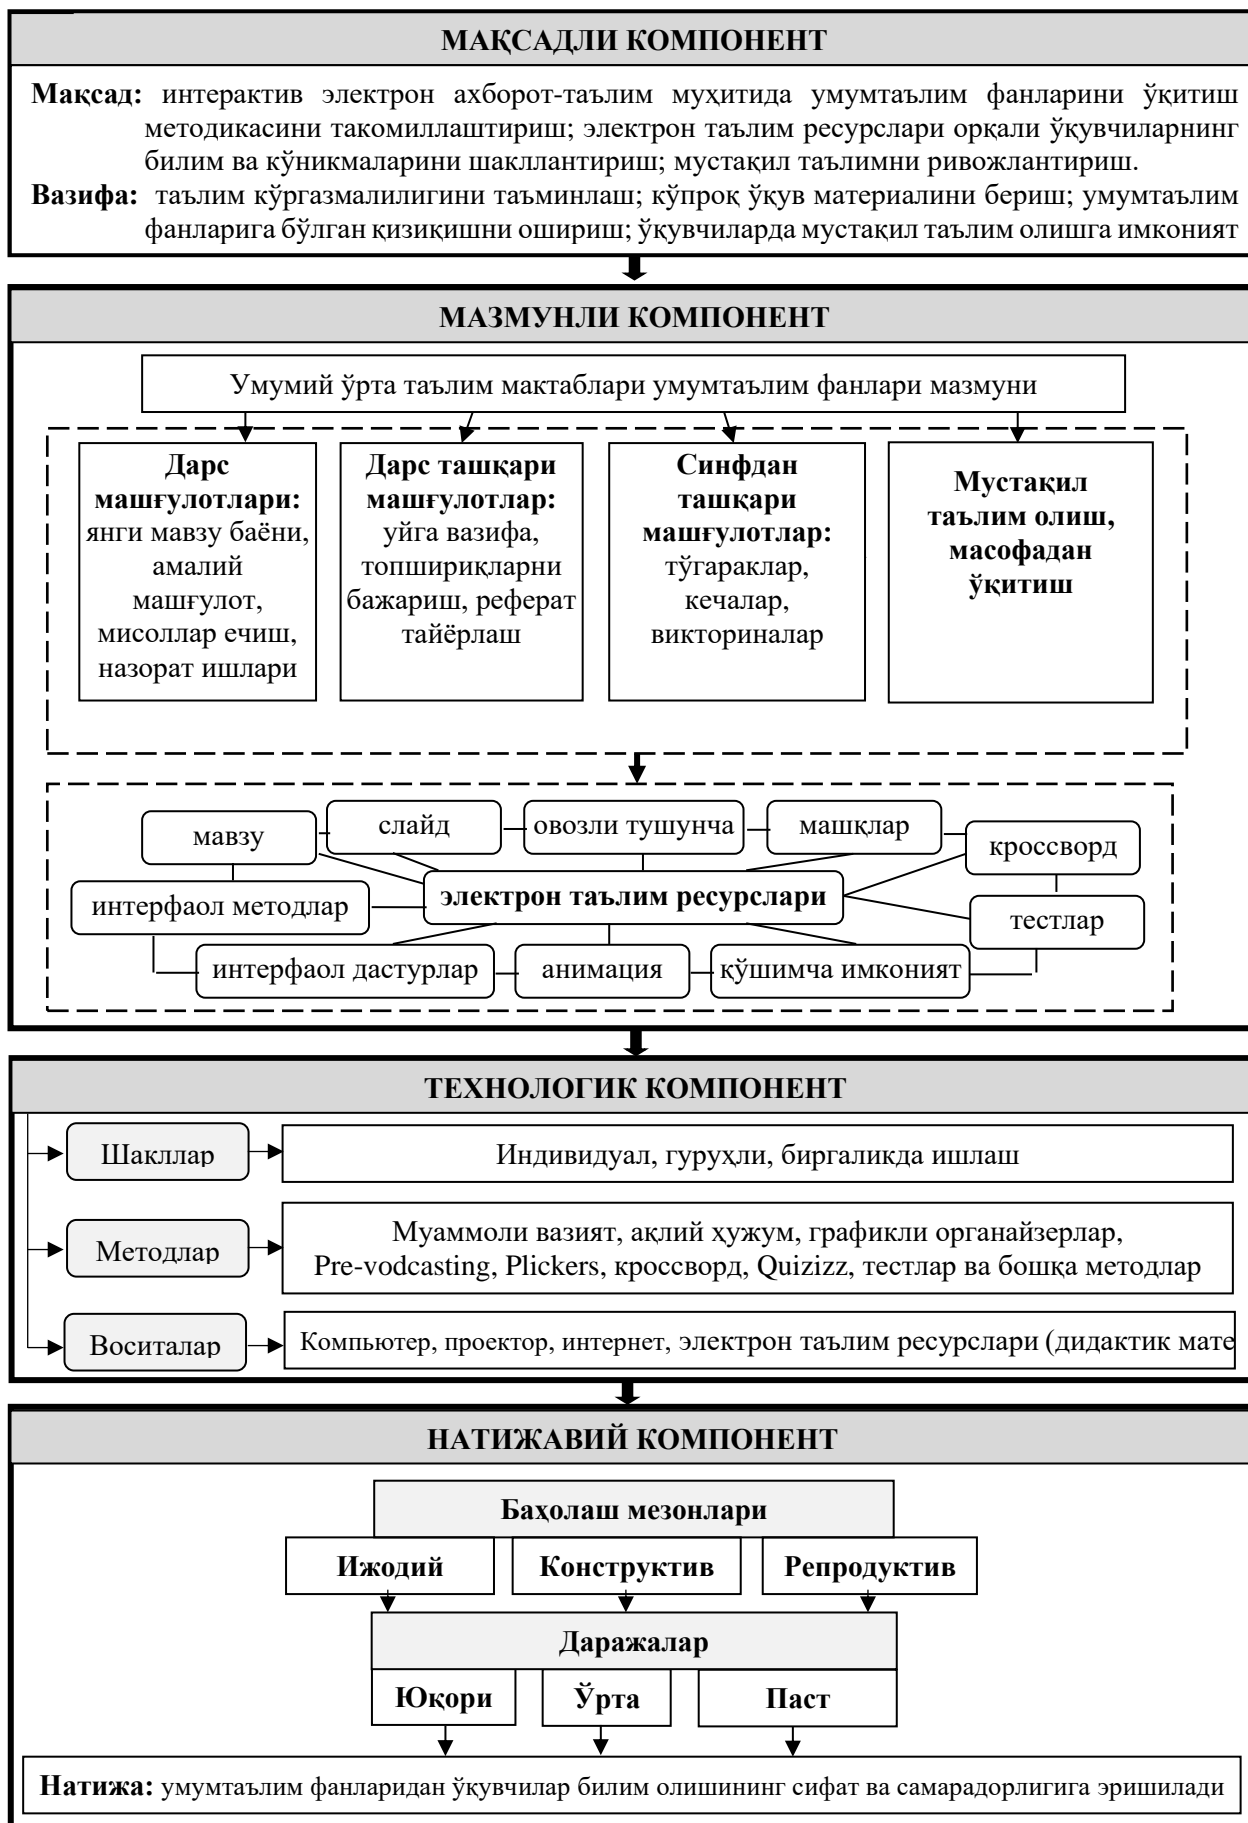 МАҚСАДЛИ КОМПОНЕНТ
Мақсад: интерактив электрон ахборот-таълим муҳитида умумтаълим фанларини ўқитиш
методикасини такомиллаштириш; электрон таълим ресурслари орқали ўқувчиларнинг
билим ва кўникмаларини шакллантириш; мустақил таълимни ривожлантириш.
Вазифа: таълим кўргазмалилигини таъминлаш; кўпроқ ўқув материалини бериш; умумтаълим
фанларига бўлган қизиқишни ошириш; ўқувчиларда мустақил таълим олишга имконият
МАЗМУНЛИ КОМПОНЕНТ
Умумий ўрта таълим мактаблари умумтаълим фанлари мазмуни
Дарс
машғулотлари:
янги мавзу баёни,
амалий
машғулот,
мисоллар ечиш,
назорат ишлари
Дарс ташқари
машғулотлар:
уйга вазифа,
топшириқларни
бажариш, реферат
тайёрлаш
Синфдан
ташқари
машғулотлар:
тўгараклар,
кечалар,
викториналар
Мустақил
таълим олиш,
масофадан
ўқитиш
мавзу
слайд
овозли тушунча
машқлар
кроссворд
интерфаол методлар
электрон таълим ресурслари
тестлар
интерфаол дастурлар
анимация
қўшимча имконият
ТЕХНОЛОГИК КОМПОНЕНТ
Шакллар
Индивидуал, гуруҳли, биргаликда ишлаш
Методлар
Муаммоли вазият, ақлий ҳужум, графикли органайзерлар,
Pre-vodcasting, Plickers, кроссворд, Quizizz, тестлар ва бошқа методлар
Воситалар
Компьютер, проектор, интернет, электрон таълим ресурслари (дидактик мате
НАТИЖАВИЙ КОМПОНЕНТ
Баҳолаш мезонлари
Ижодий
Конструктив
Репродуктив
Даражалар
Юқори
Ўрта
Паст
Натижа: умумтаълим фанларидан ўқувчилар билим олишининг сифат ва самарадорлигига эришилади